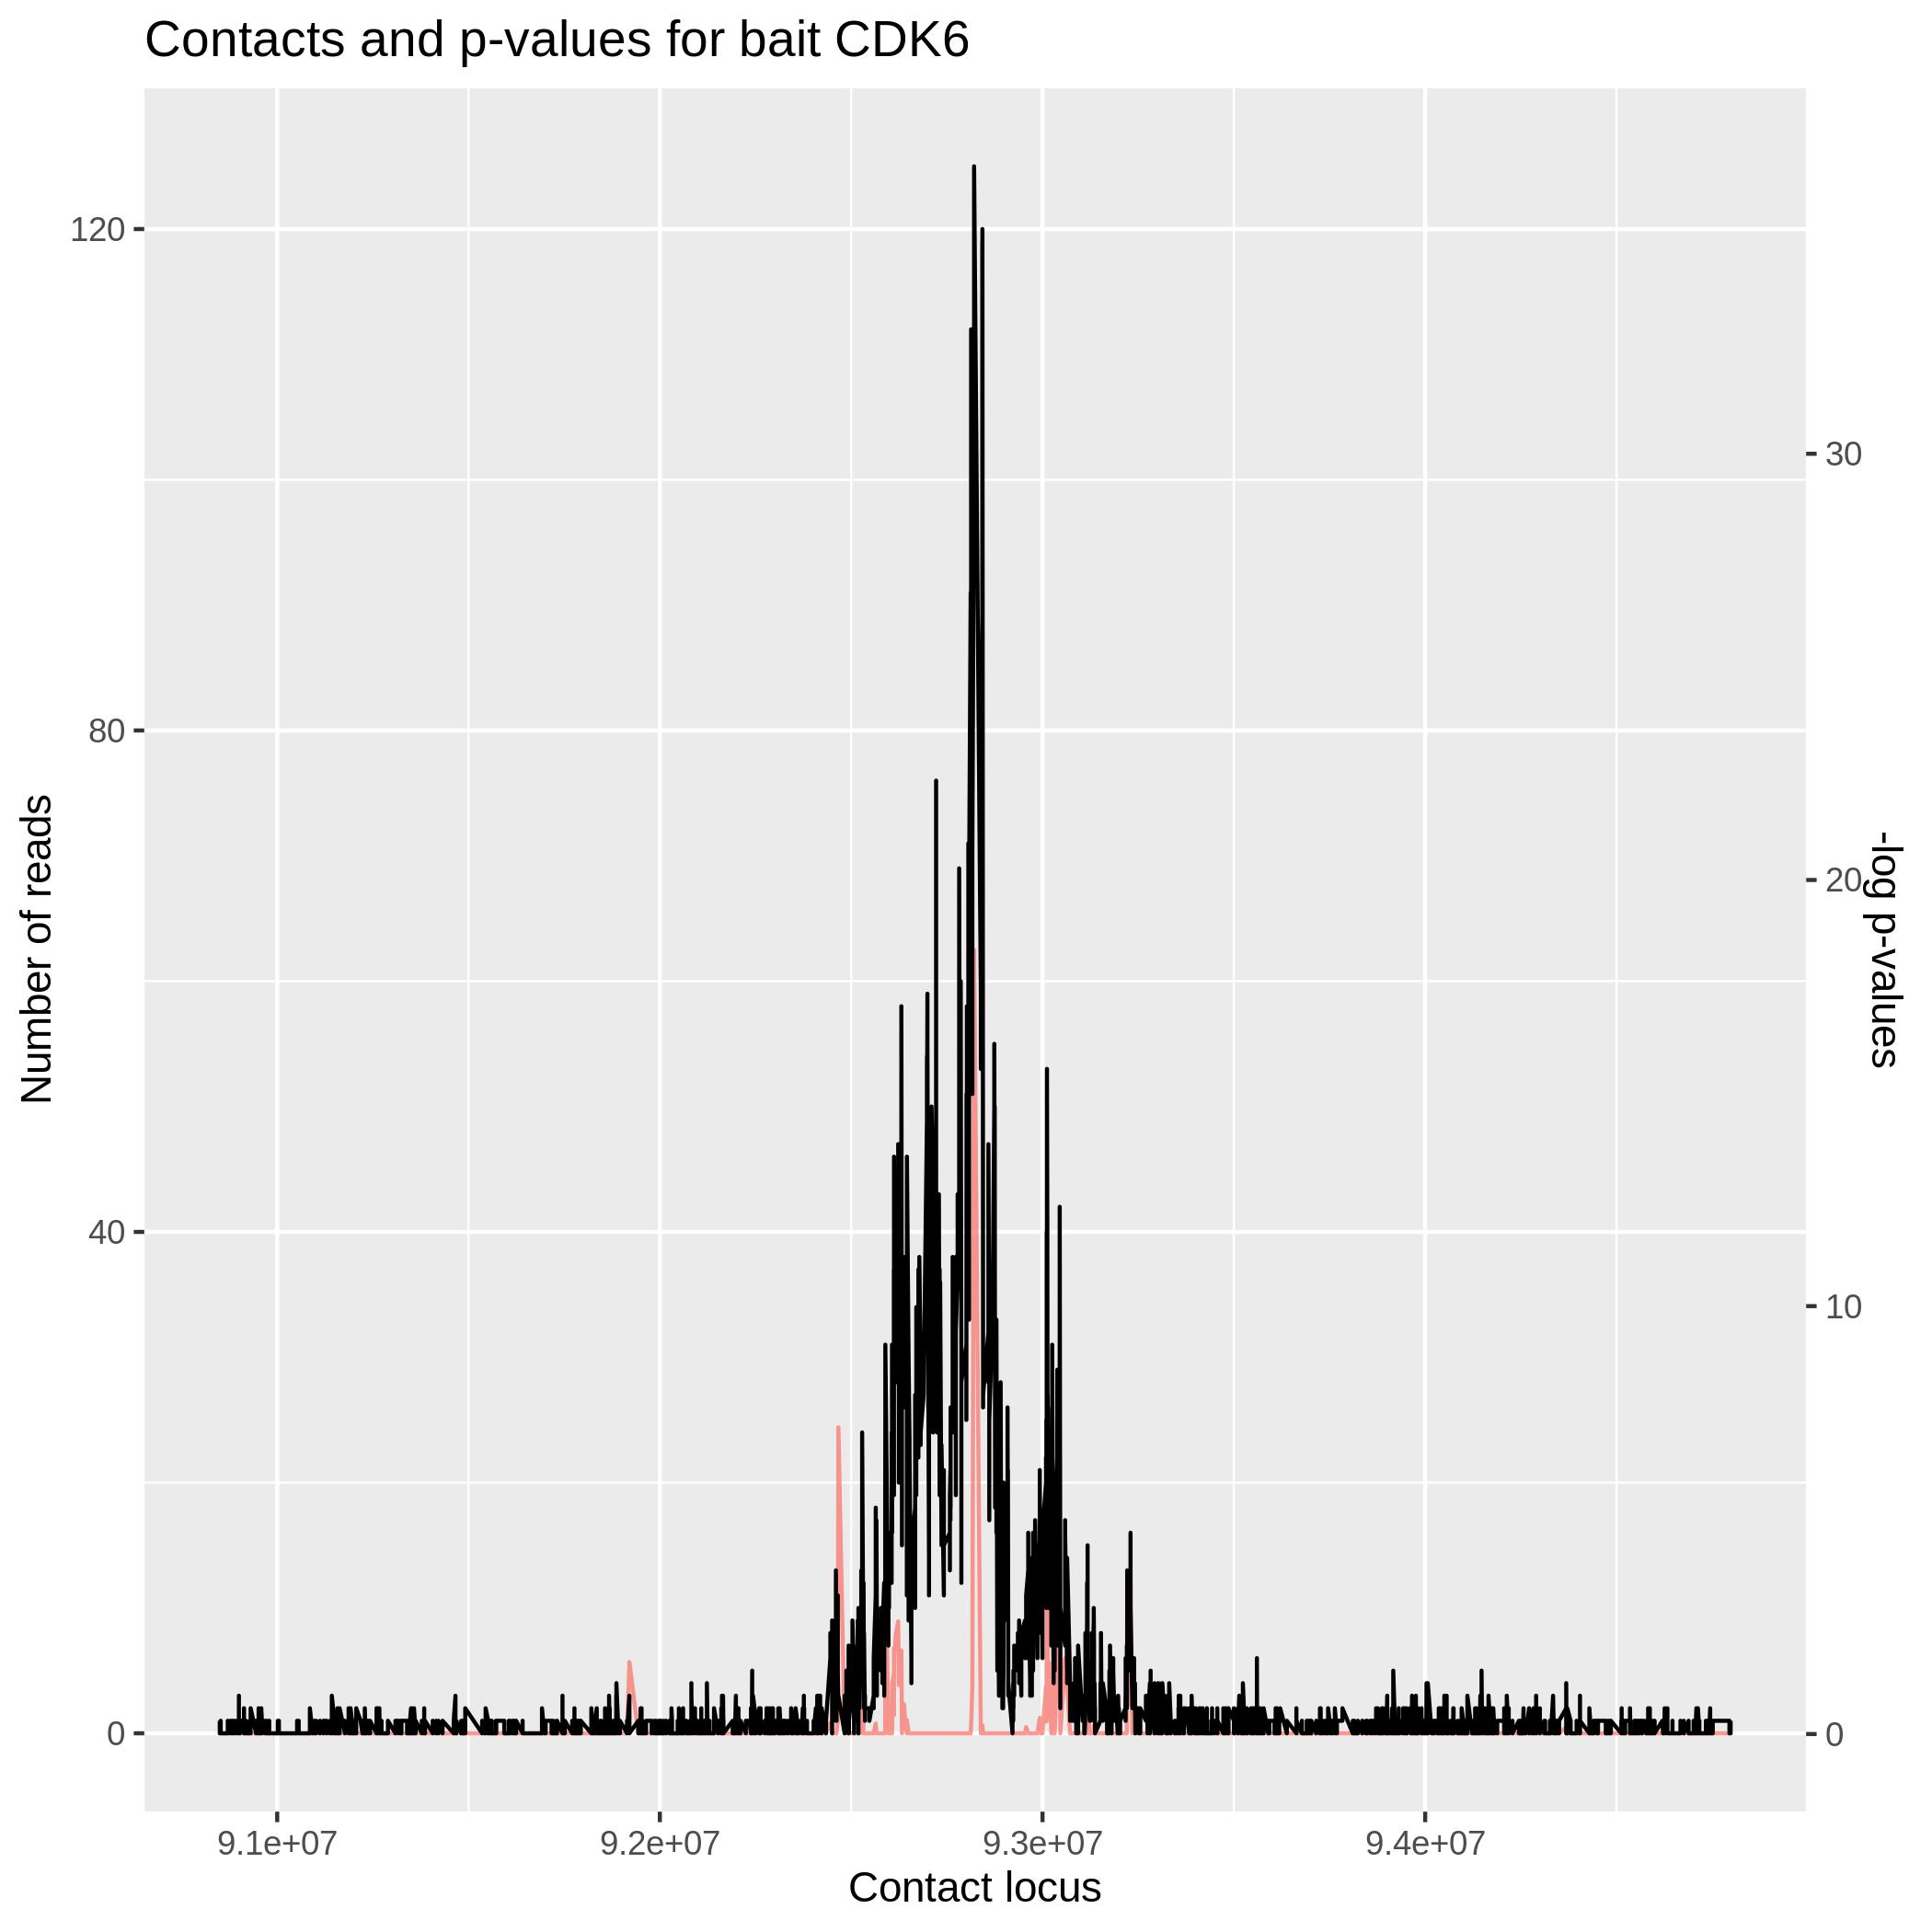 Contacts and p-values for bait CDK6
120
80
40
0
Number of reads
30
20
10
0
-log p-values
9.1e+07 9.2e+07 9.3e+07 9.4e+07
Contact locus